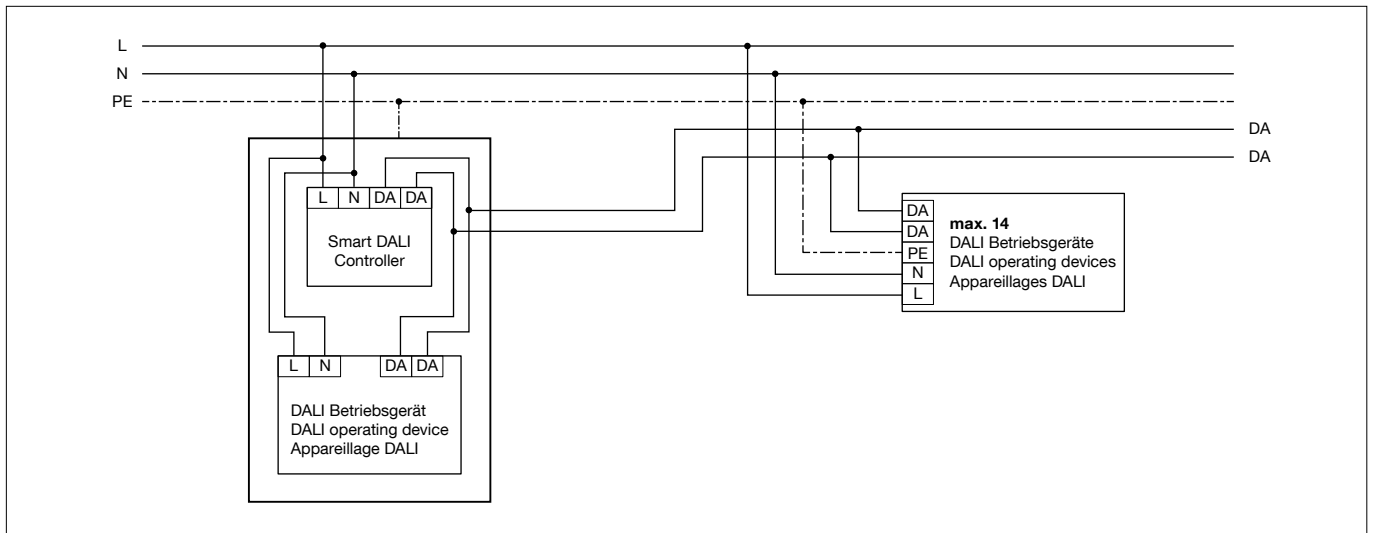 L
N
PE
DA
DA
L N DA DA
Smart DALI
Controller
DA
DA
PE
N
L
max. 14
DALI Betriebsgeräte
DALI operating devices
Appareillages DALI
L N DA DA
DALI Betriebsgerät
DALI operating device
Appareillage DALI